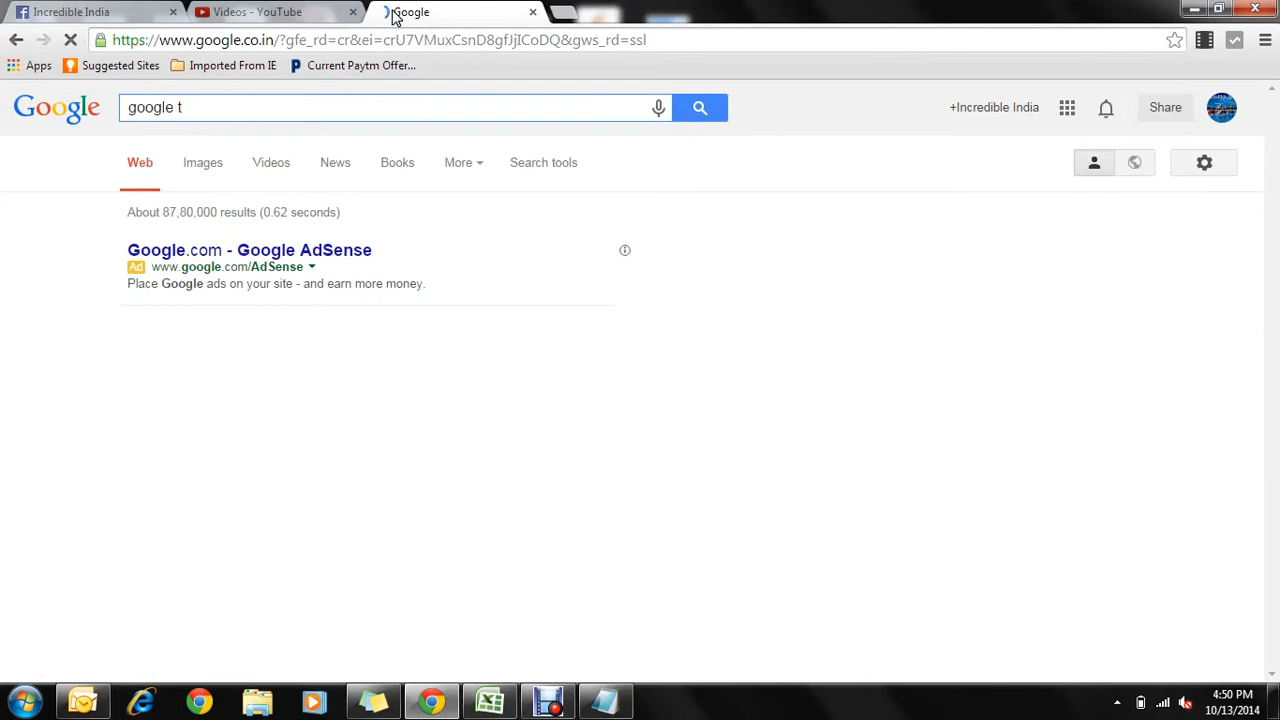 Incredible India
Videos - YouTube
Google
https://www.google.co.in/?gfe_rd=cr&ei=crU7VMuxCsnD8gfJjICoDQ&gws_rd=ssl
Apps
Suggested Sites
Imported From IE
Current Paytm Offer...
Google
google t
+Incredible India
Share
Web
Images
Videos
News
Books
More
Search tools
About 87,80,000 results (0.62 seconds)
Google.com - Google AdSense
Ad www.google.com/AdSense
Place Google ads on your site - and earn more money.
4:50 PM
10/13/2014